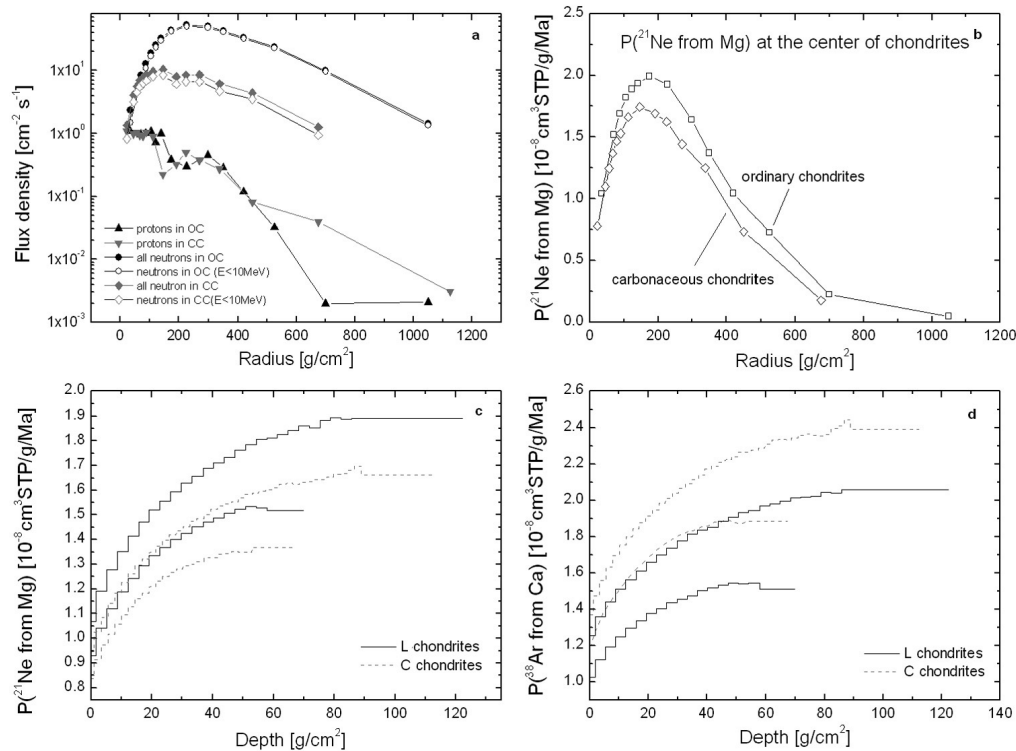 a
Flux density [cm⁻² s⁻¹]
1x10¹
1x10⁰
1x10⁻¹
1x10⁻²
1x10⁻³
protons in OC
protons in CC
all neutrons in OC
neutrons in OC (E<10MeV)
all neutron in CC
neutrons in CC(E<10MeV)
0 200 400 600 800 1000 1200
Radius [g/cm²]
P(²¹Ne from Mg) at the center of chondrites
b
P(²¹Ne from Mg) [10⁻⁸cm³STP/g/Ma]
2.5
2.0
1.5
1.0
0.5
0.0
ordinary chondrites
carbonaceous chondrites
0 200 400 600 800 1000 1200
Radius [g/cm²]
c
P(²¹Ne from Mg) [10⁻⁸cm³STP/g/Ma]
2.0
1.9
1.8
1.7
1.6
1.5
1.4
1.3
1.2
1.1
1.0
0.9
0.8
L chondrites
C chondrites
0 20 40 60 80 100 120
Depth [g/cm²]
d
P(³⁸Ar from Ca) [10⁻⁸cm³STP/g/Ma]
2.6
2.4
2.2
2.0
1.8
1.6
1.4
1.2
1.0
L chondrites
C chondrites
0 20 40 60 80 100 120 140
Depth [g/cm²]